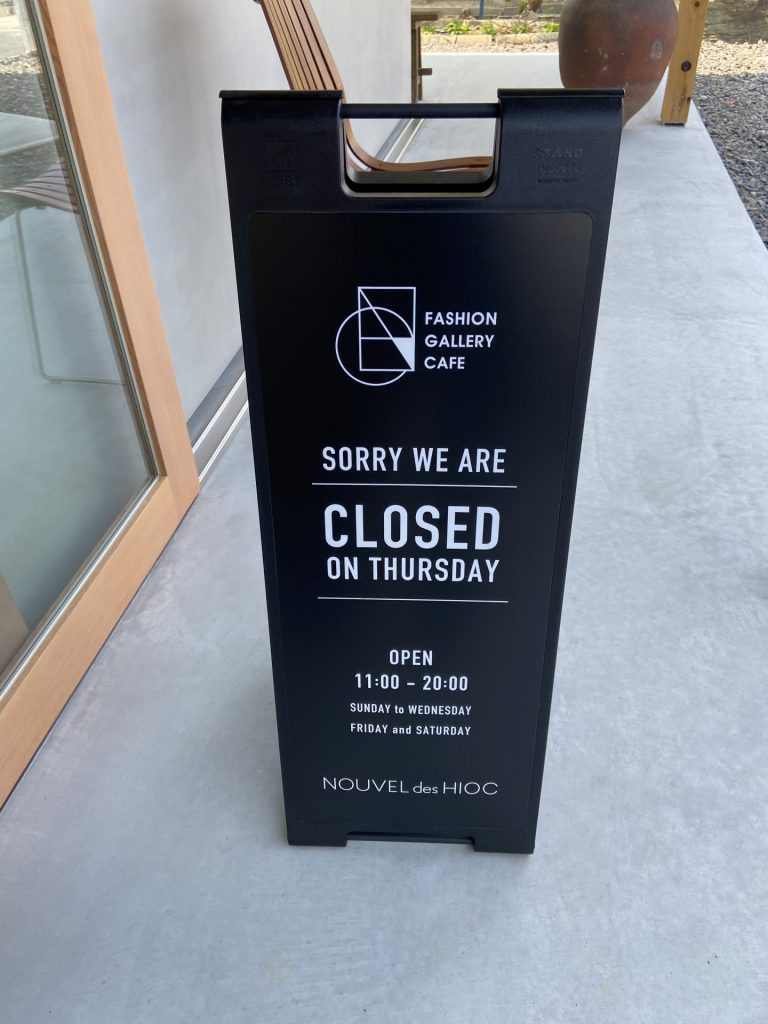 STAND
FASHION
GALLERY
CAFE
SORRY WE ARE
CLOSED
ON THURSDAY
OPEN
11:00 - 20:00
SUNDAY to WEDNESDAY
FRIDAY and SATURDAY
NOUVEL des HIOC